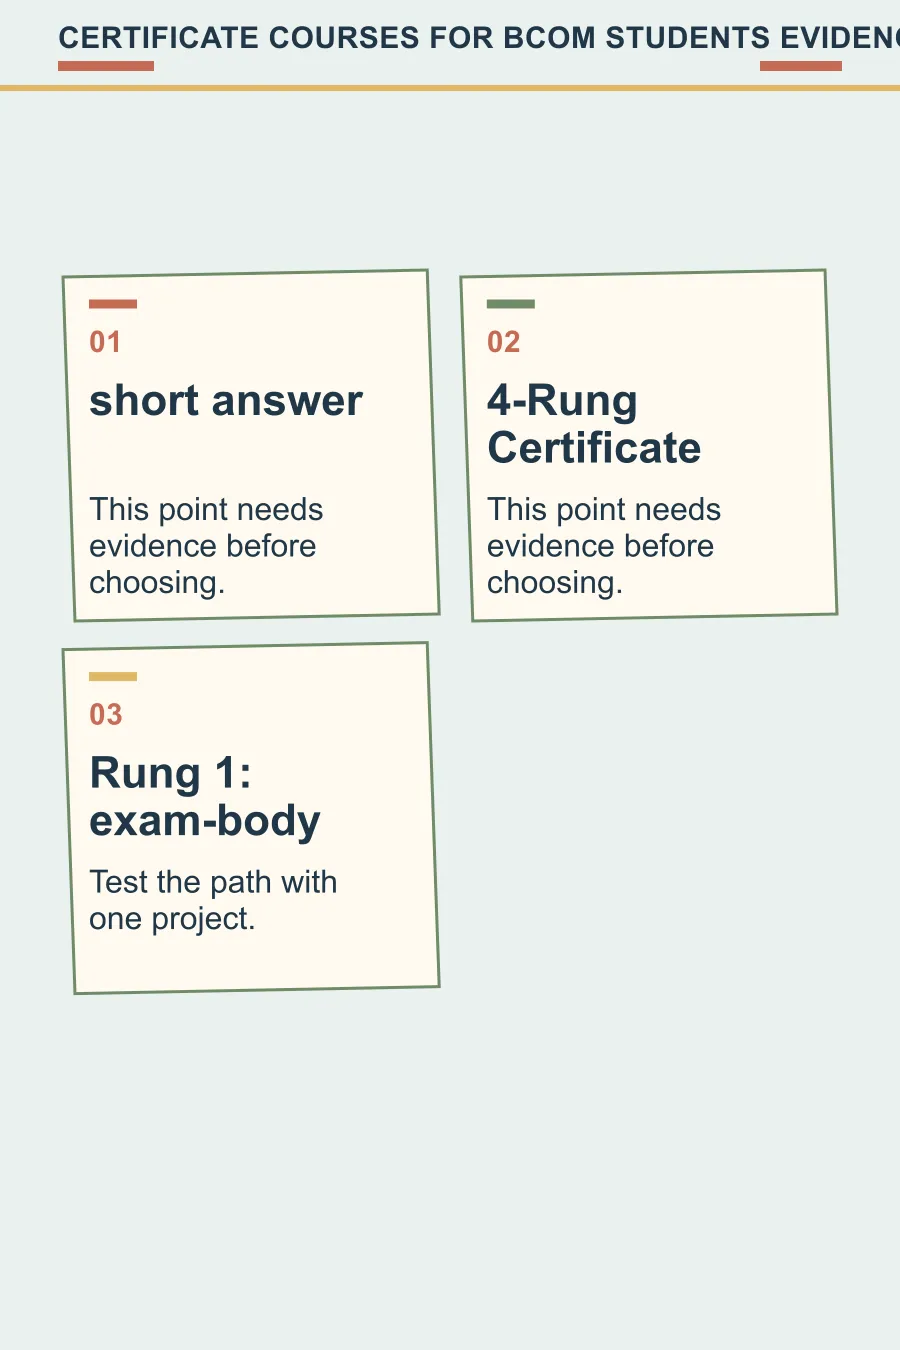 CERTIFICATE COURSES FOR BCOM STUDENTS
01
short answer
This point needs
evidence before
choosing.
02
4-Rung
Certificate
This point needs
evidence before
choosing.
03
Rung 1:
exam-body
Test the path with
one project.